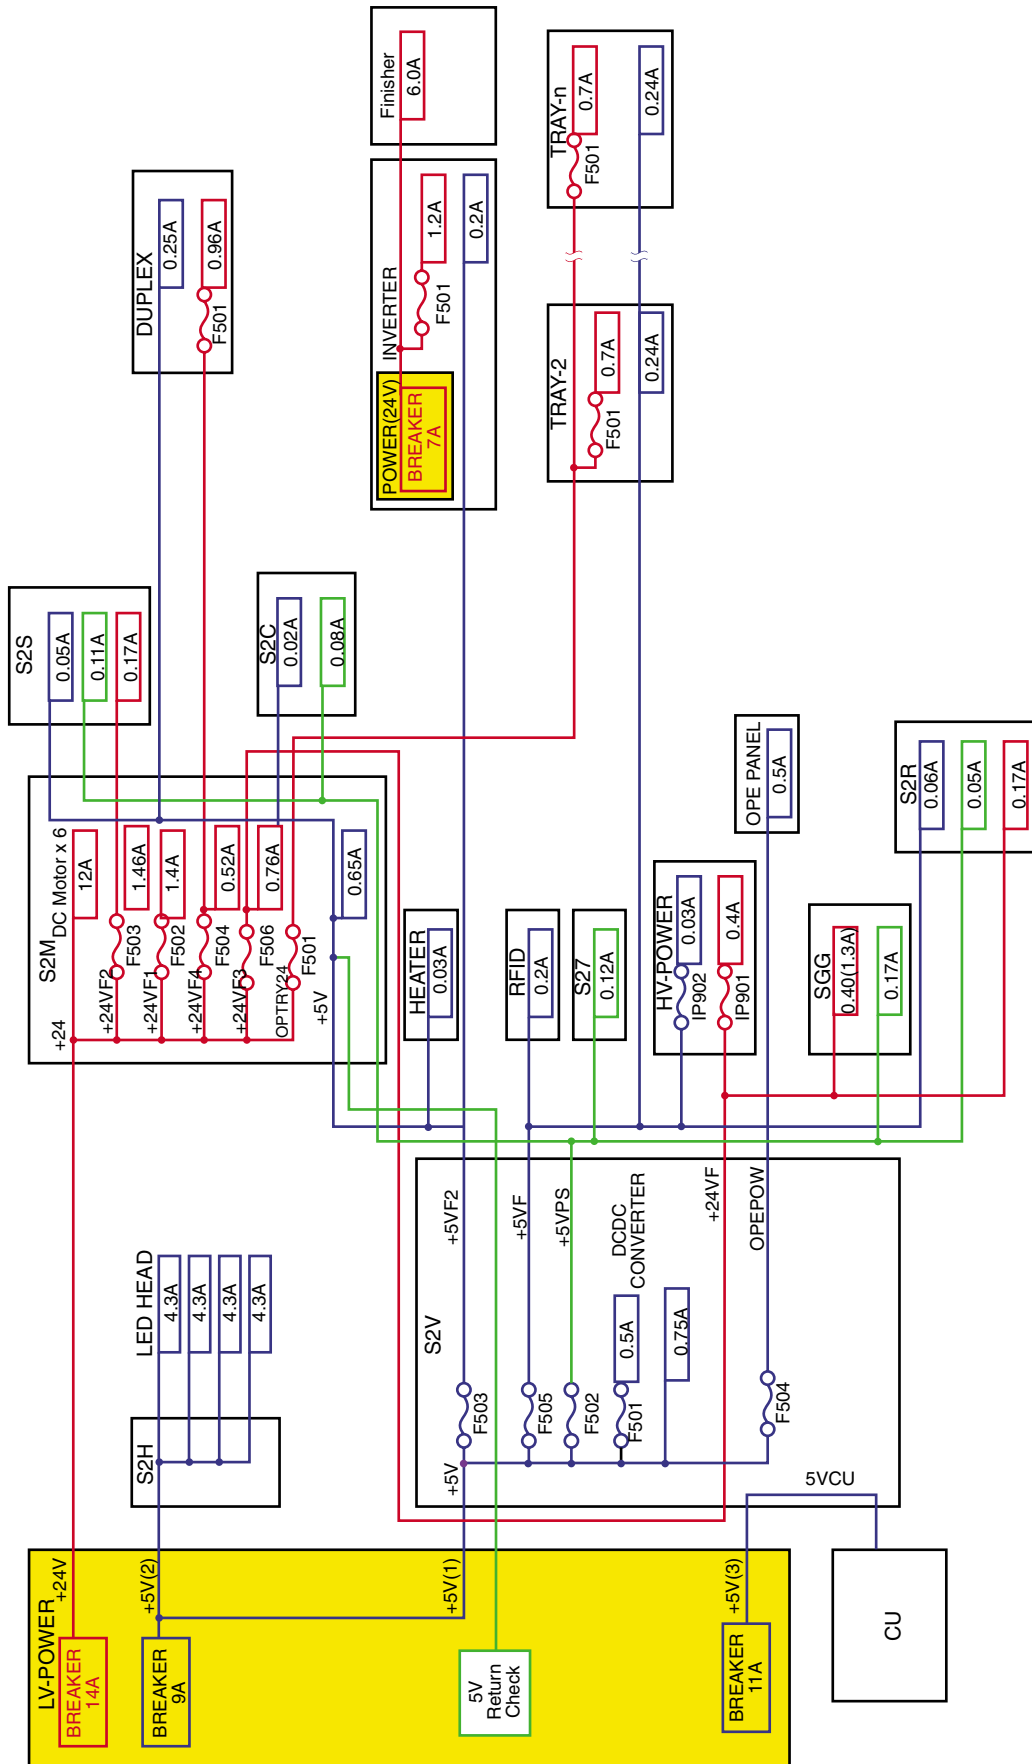 LV-POWER
BREAKER
14A
+24V
BREAKER
9A
+5V(2)
+5V(1)
5V
Return
Check
BREAKER
11A
+5V(3)
CU
5VCU
S2H
LED HEAD
4.3A
4.3A
4.3A
4.3A
S2V
+5V
F503
+5VF2
F505
+5VF
F502
+5VPS
F501
0.5A
DCDC
CONVERTER
0.75A
+24VF
F504
OPEPOW
S2M
DC Motor x 6
+24
12A
+24VF2
F503
1.46A
+24VF1
F502
1.4A
+24VF4
F504
0.52A
+24VF3
F506
0.76A
OPTRY24
F501
+5V
0.65A
HEATER
0.03A
RFID
0.2A
S27
0.12A
HV-POWER
IP902
0.03A
IP901
0.4A
SGG
0.40(1.3A)
0.17A
OPE PANEL
0.5A
S2R
0.06A
0.05A
0.17A
S2S
0.05A
0.11A
0.17A
S2C
0.02A
0.08A
DUPLEX
0.25A
F501
0.96A
INVERTER
POWER(24V)
BREAKER
7A
F501
1.2A
0.2A
Finisher
6.0A
TRAY-2
F501
0.7A
0.24A
TRAY-n
F501
0.7A
0.24A